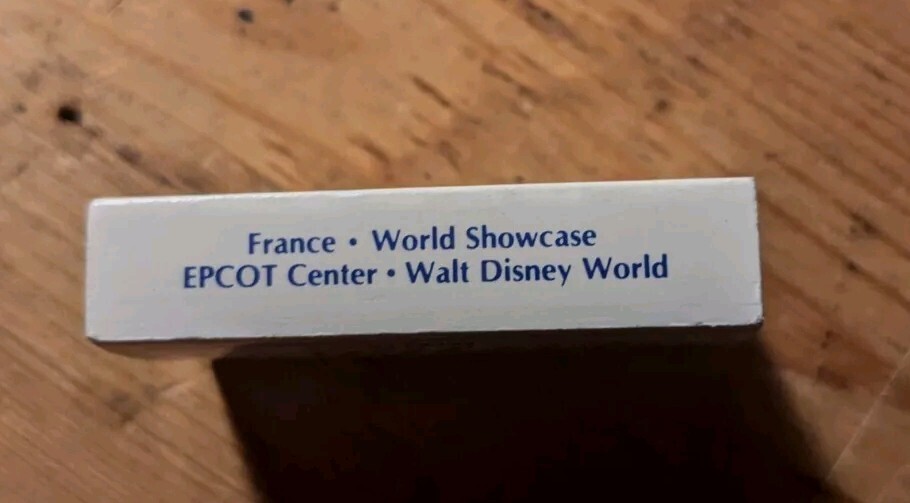 France • World Showcase
EPCOT Center • Walt Disney World